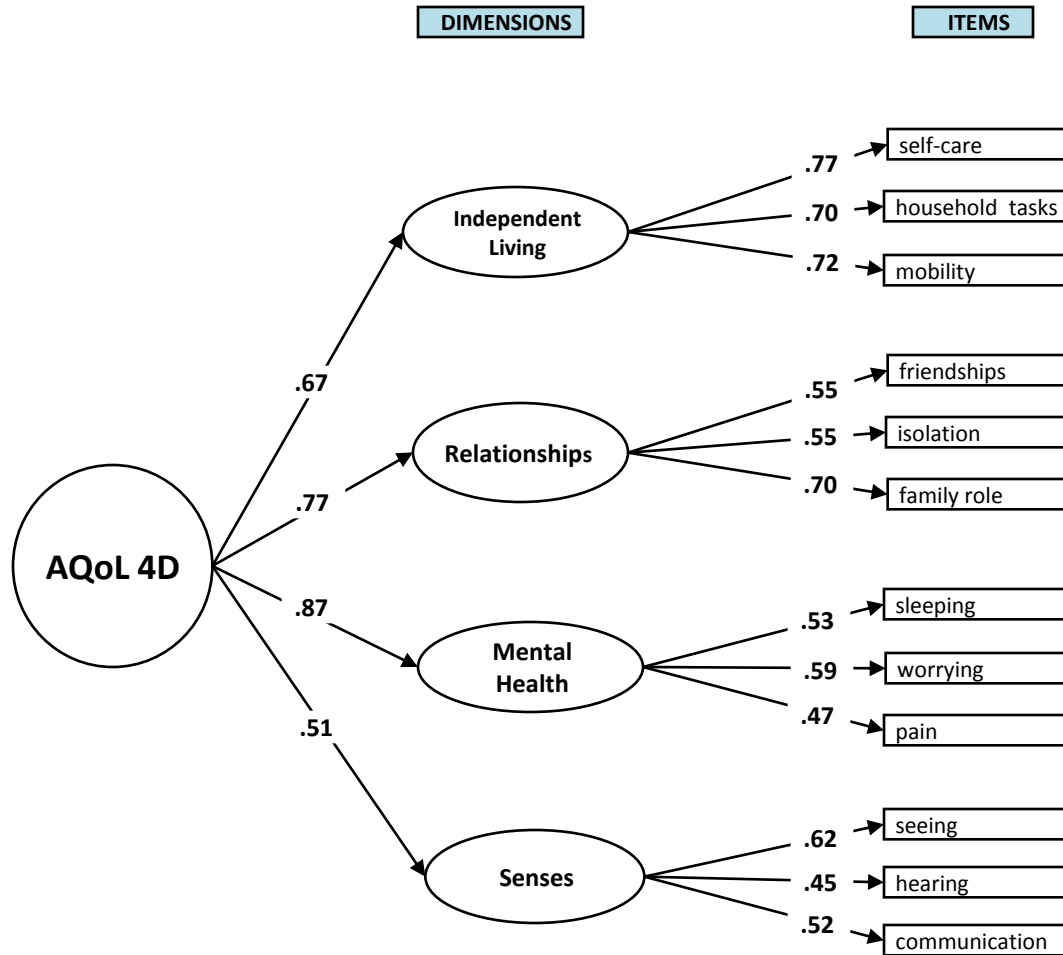 DIMENSIONS
ITEMS
self-care
.77
household tasks
.70
Independent
Living
mobility
.72
.67
friendships
.55
isolation
.55
Relationships
family role
.70
.77
AQoL 4D
.87
sleeping
.53
Mental
Health
worrying
.59
.47
pain
.51
seeing
.62
Senses
.45
hearing
.52
communication